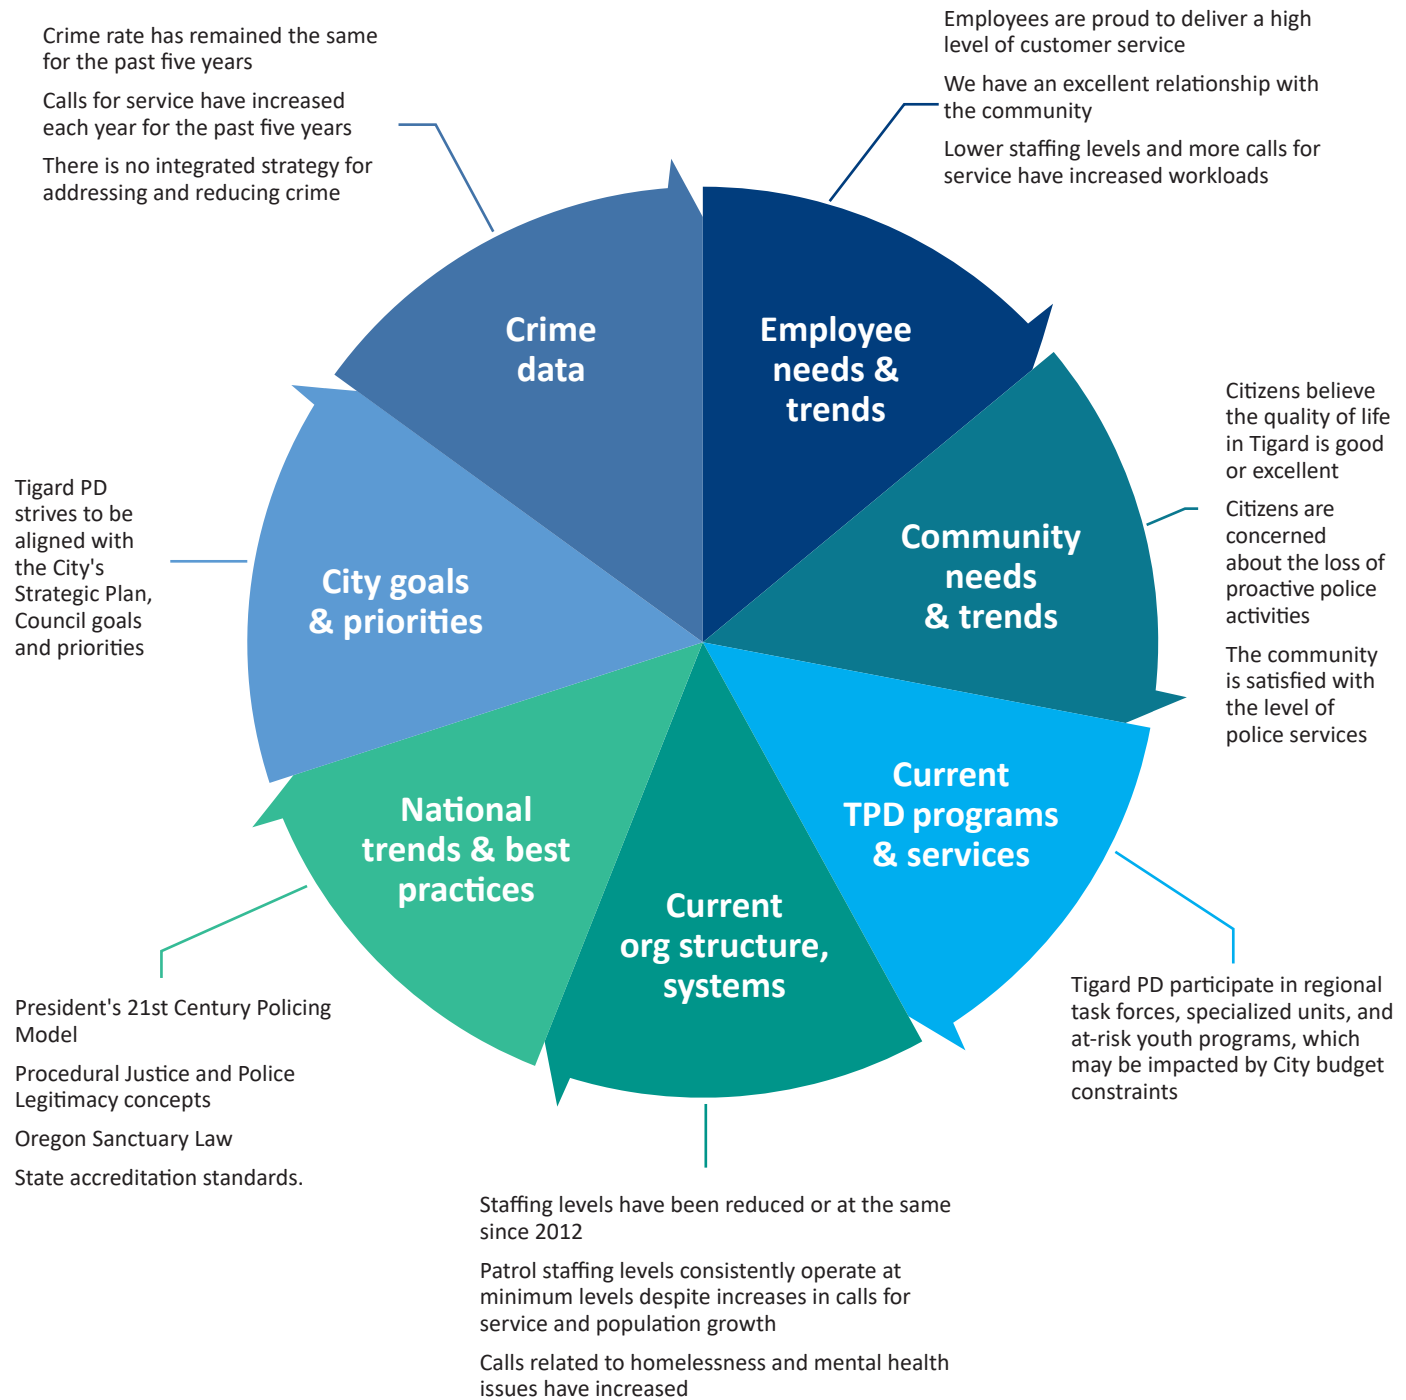 Crime rate has remained the same
for the past five years
Calls for service have increased
each year for the past five years
There is no integrated strategy for
addressing and reducing crime
Employees are proud to deliver a high
level of customer service
We have an excellent relationship with
the community
Lower staffing levels and more calls for
service have increased workloads
Crime
data
Employee
needs &
trends
Citizens believe
the quality of life
in Tigard is good
or excellent
Citizens are
concerned
about the loss of
proactive police
activities
The community
is satisfied with
the level of
police services
Community
needs
& trends
Tigard PD
strives to be
aligned with
the City's
Strategic Plan,
Council goals
and priorities
City goals
& priorities
Current
TPD programs
& services
National
trends & best
practices
Current
org structure,
systems
Tigard PD participate in regional
task forces, specialized units, and
at-risk youth programs, which
may be impacted by City budget
constraints
President's 21st Century Policing
Model
Procedural Justice and Police
Legitimacy concepts
Oregon Sanctuary Law
State accreditation standards.
Staffing levels have been reduced or at the same
since 2012
Patrol staffing levels consistently operate at
minimum levels despite increases in calls for
service and population growth
Calls related to homelessness and mental health
issues have increased